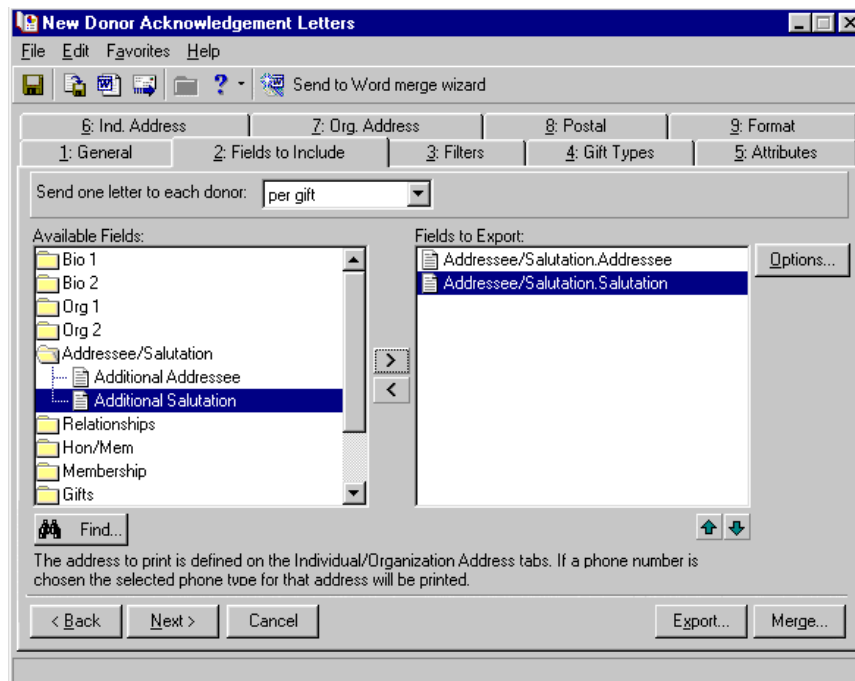 New Donor Acknowledgement Letters
File Edit Favorites Help
? Send to Word merge wizard
6: Ind. Address 7: Org. Address 8: Postal 9: Format
1: General 2: Fields to Include 3: Filters 4: Gift Types 5: Attributes
Send one letter to each donor: per gift
Available Fields:
Bio 1
Bio 2
Org 1
Org 2
Addressee/Salutation
Additional Addressee
Additional Salutation
Relationships
Hon/Mem
Membership
Gifts
Find...
>
<
Fields to Export:
Addressee/Salutation.Addressee
Addressee/Salutation.Salutation
Options...
The address to print is defined on the Individual/Organization Address tabs. If a phone number is
chosen the selected phone type for that address will be printed.
< Back Next > Cancel Export... Merge...